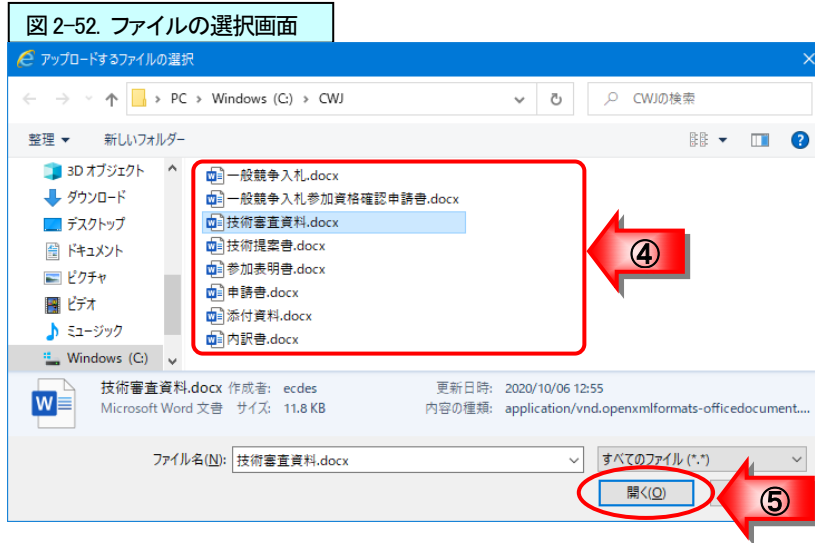 図 2-52. ファイルの選択画面
アップロードするファイルの選択
PC › Windows (C:) › CWJ
CWJの検索
整理 新しいフォルダー
3D オブジェクト
ダウンロード
デスクトップ
ドキュメント
ピクチャ
ビデオ
ミュージック
Windows (C:)
一般競争入札.docx
一般競争入札参加資格確認申請書.docx
技術審査資料.docx
技術提案書.docx
参加表明書.docx
申請書.docx
添付資料.docx
内訳書.docx
④
技術審査資料.docx 作成者: ecdes 更新日時: 2020/10/06 12:55
Microsoft Word 文書 サイズ: 11.8 KB 内容の種類: application/vnd.openxmlformats-officedocument....
ファイル名(N): 技術審査資料.docx すべてのファイル (*.*)
開く(O)
⑤